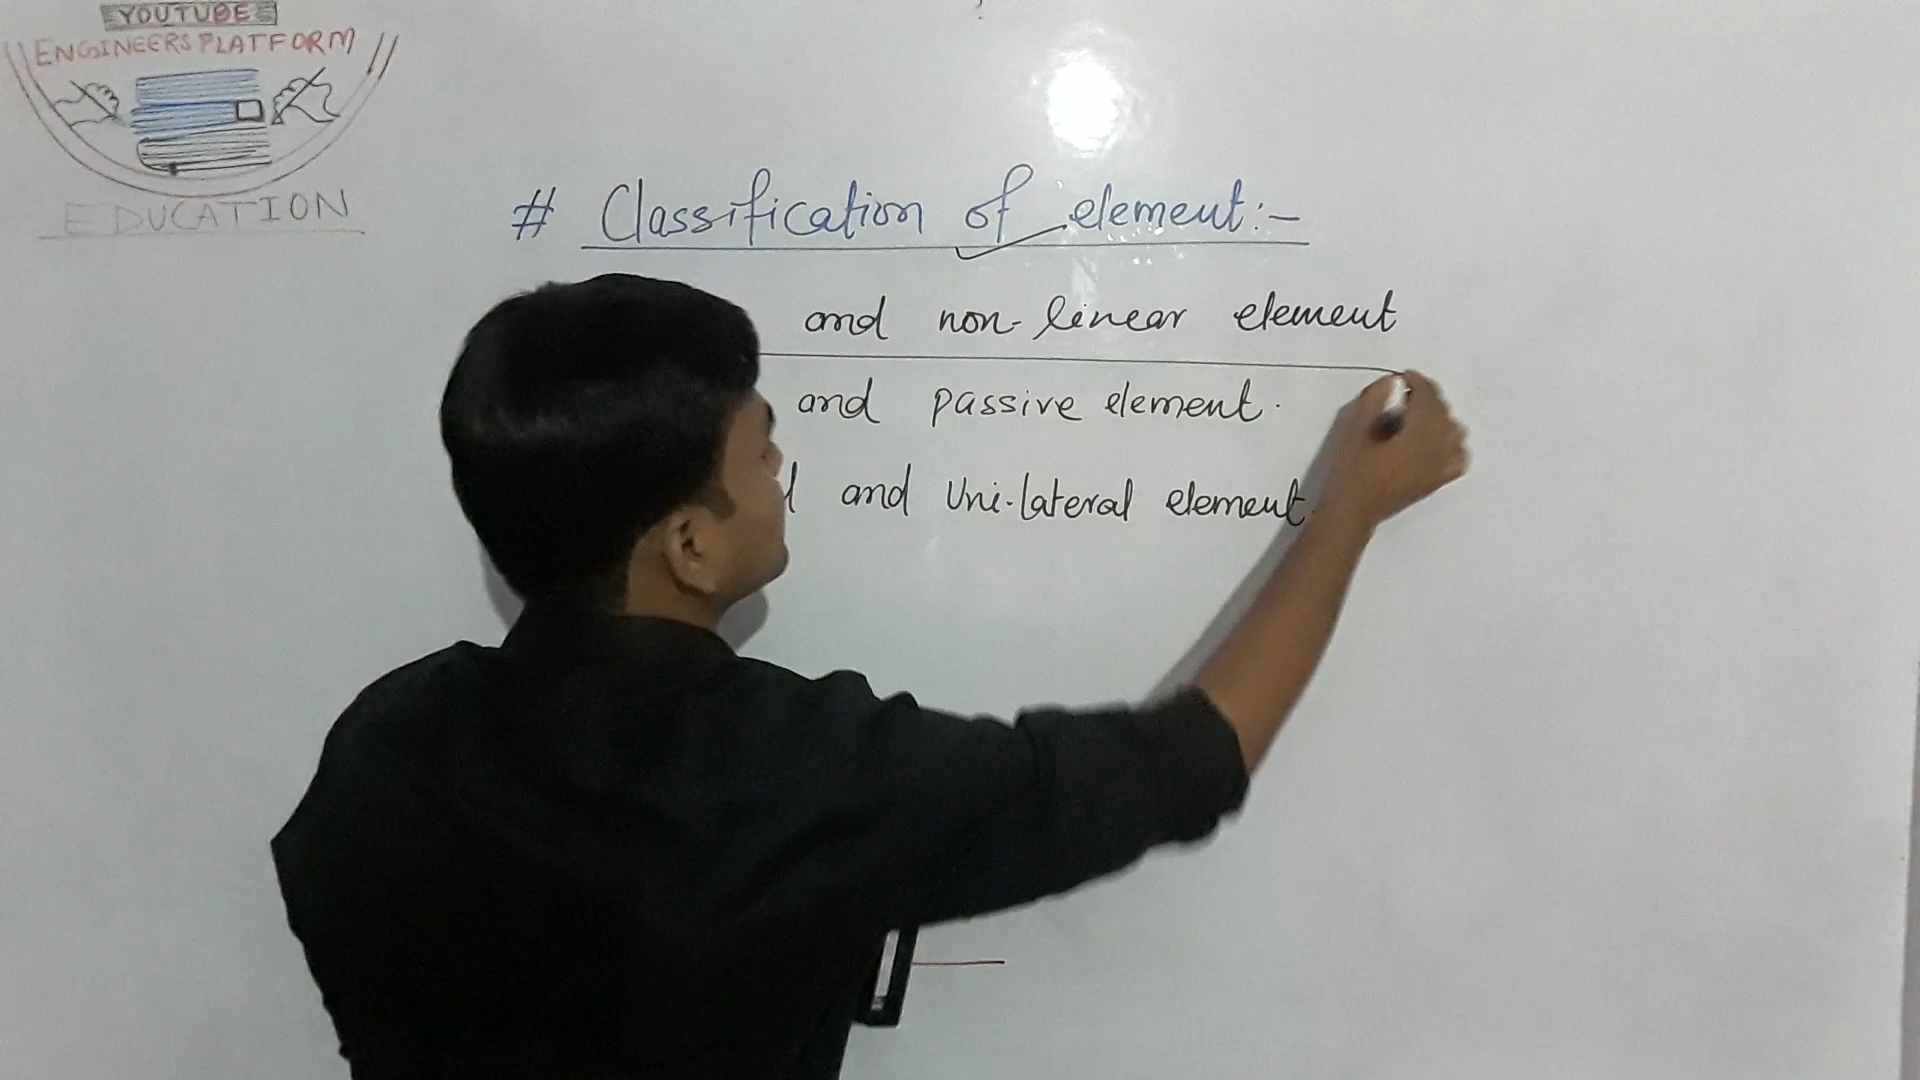 YOUTUBE
ENGINEERS PLATFORM
EDUCATION
# Classification of element:-
and non-linear element
and passive element.
and Uni-lateral element.